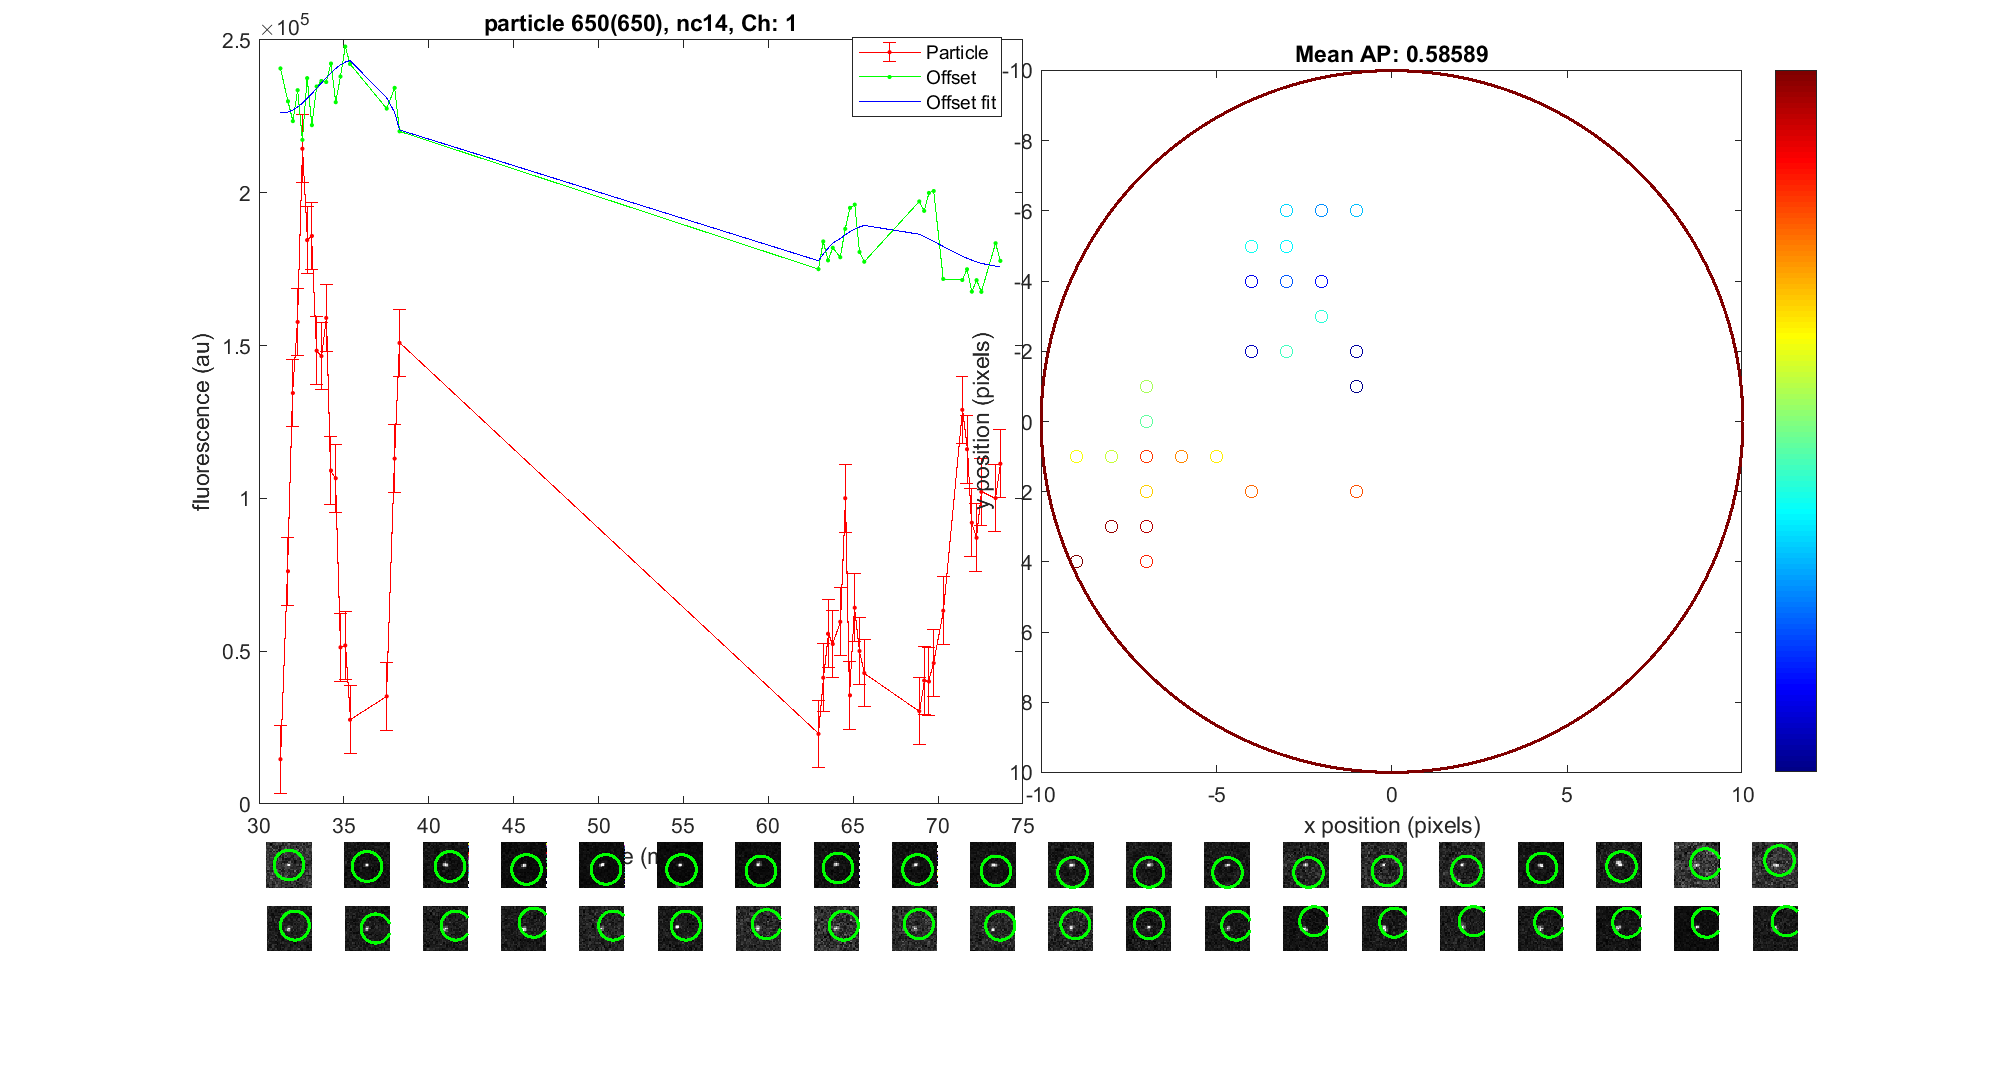 particle 650(650), nc14, Ch: 1
×10^5
2.5
2
1.5
1
0.5
0
fluorescence (au)
30 35 40 45 50 55 60 65 70 75
Particle
Offset
Offset fit
Mean AP: 0.58589
-10
-8
-6
-4
-2
0
2
4
6
8
10
y position (pixels)
-10 -5 0 5 10
x position (pixels)